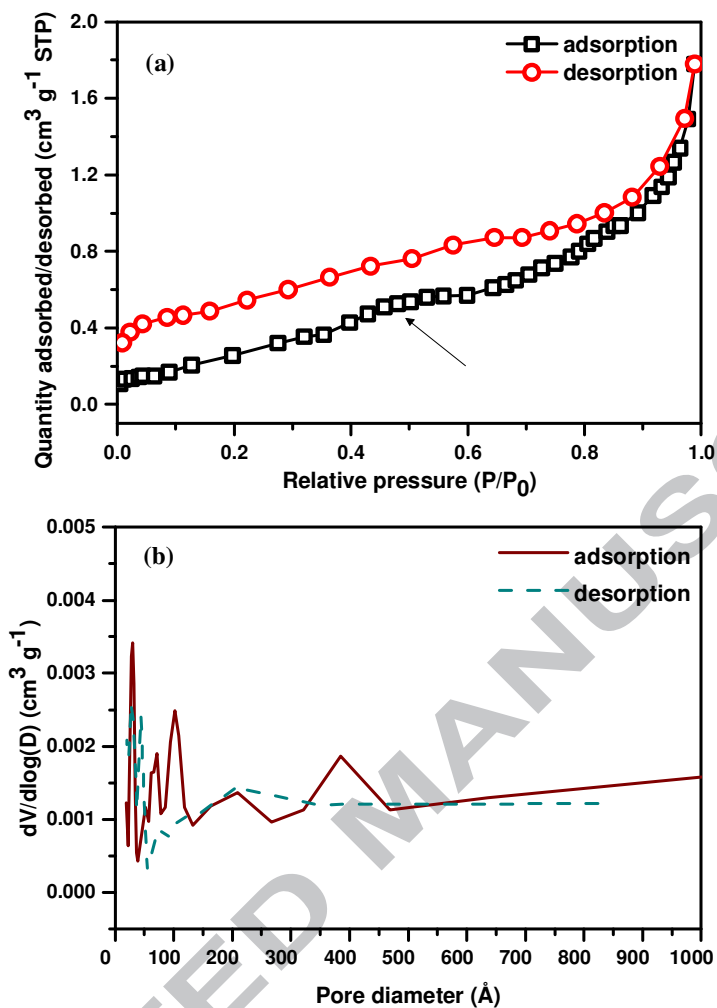 (a)
adsorption
desorption
Quantity adsorbed/desorbed (cm³ g⁻¹ STP)
2.0
1.6
1.2
0.8
0.4
0.0
0.0 0.2 0.4 0.6 0.8 1.0
Relative pressure (P/P₀)
(b)
adsorption
desorption
dV/dlog(D) (cm³ g⁻¹)
0.005
0.004
0.003
0.002
0.001
0.000
0 100 200 300 400 500 600 700 800 900 1000
Pore diameter (Å)
TED MANUS